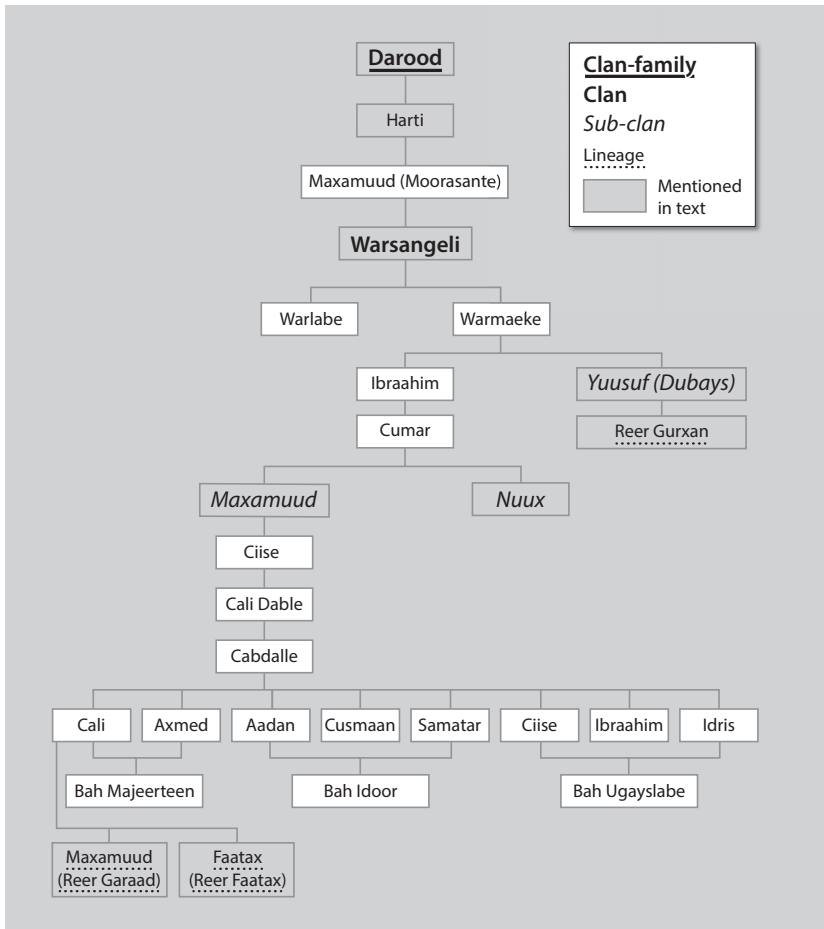 Darood
Harti
Maxamuud (Moorasante)
Warsangeli
Warlabe
Warmaeke
Ibraahim
Yuusuf (Dubays)
Cumar
Reer Gurxan
Maxamuud
Nuux
Ciise
Cali Dable
Cabdalle
Cali
Axmed
Aadan
Cusmaan
Samatar
Ciise
Ibraahim
Idris
Bah Majeerteen
Bah Idoor
Bah Ugayslabe
Maxamuud
(Reer Garaad)
Faatax
(Reer Faatax)
Clan-family
Clan
Sub-clan
Lineage
Mentioned
in text